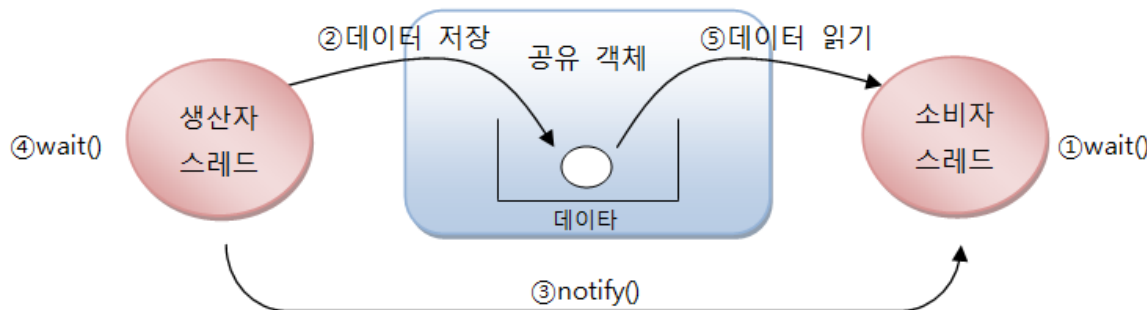 ②데이터 저장
공유 객체
⑤데이터 읽기
생산자
스레드
④wait()
소비자
스레드
①wait()
데이타
③notify()